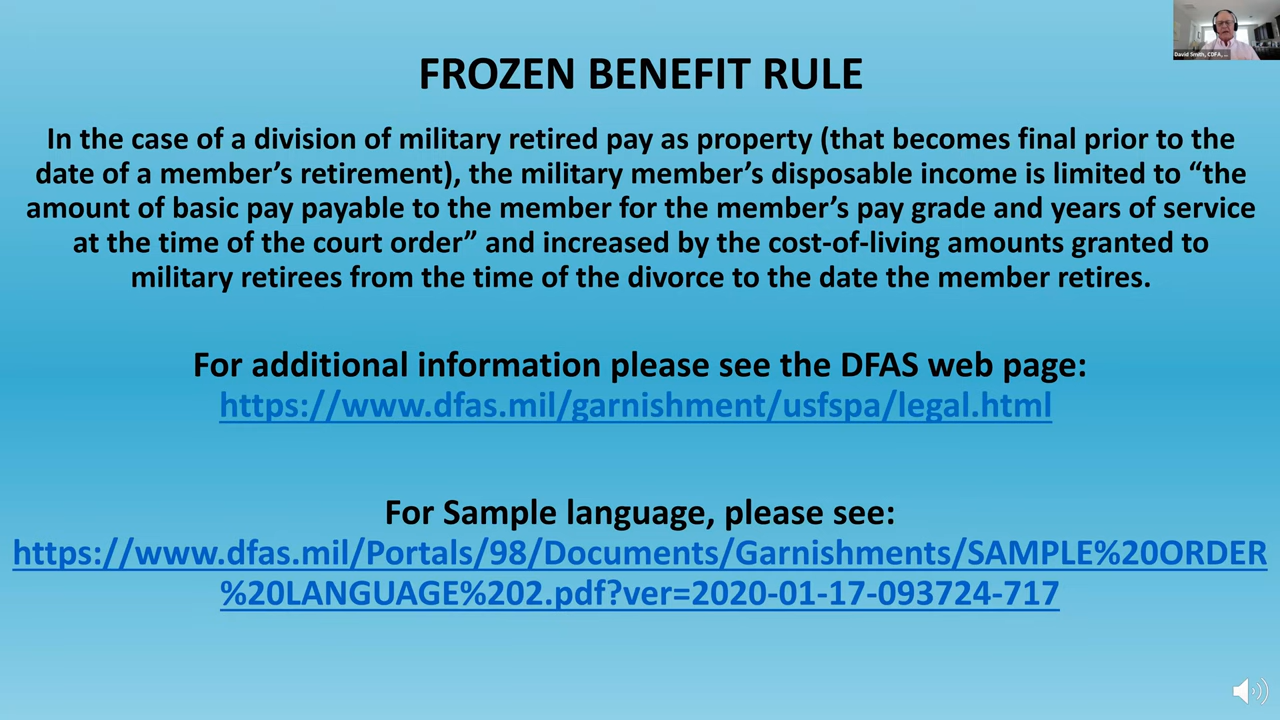 David Smith, CDFA, ...
FROZEN BENEFIT RULE
In the case of a division of military retired pay as property (that becomes final prior to the
date of a member’s retirement), the military member’s disposable income is limited to “the
amount of basic pay payable to the member for the member’s pay grade and years of service
at the time of the court order” and increased by the cost-of-living amounts granted to
military retirees from the time of the divorce to the date the member retires.
For additional information please see the DFAS web page:
https://www.dfas.mil/garnishment/usfspa/legal.html
For Sample language, please see:
https://www.dfas.mil/Portals/98/Documents/Garnishments/SAMPLE%20ORDER
%20LANGUAGE%202.pdf?ver=2020-01-17-093724-717